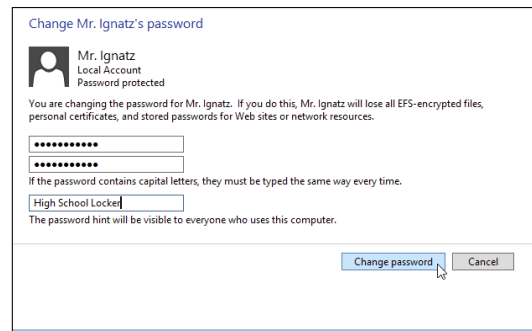 Change Mr. Ignatz's password
Mr. Ignatz
Local Account
Password protected
You are changing the password for Mr. Ignatz. If you do this, Mr. Ignatz will lose all EFS-encrypted files,
personal certificates, and stored passwords for Web sites or network resources.
●●●●●●●●●●●
●●●●●●●●●●●
If the password contains capital letters, they must be typed the same way every time.
High School Locker
The password hint will be visible to everyone who uses this computer.
Change password Cancel